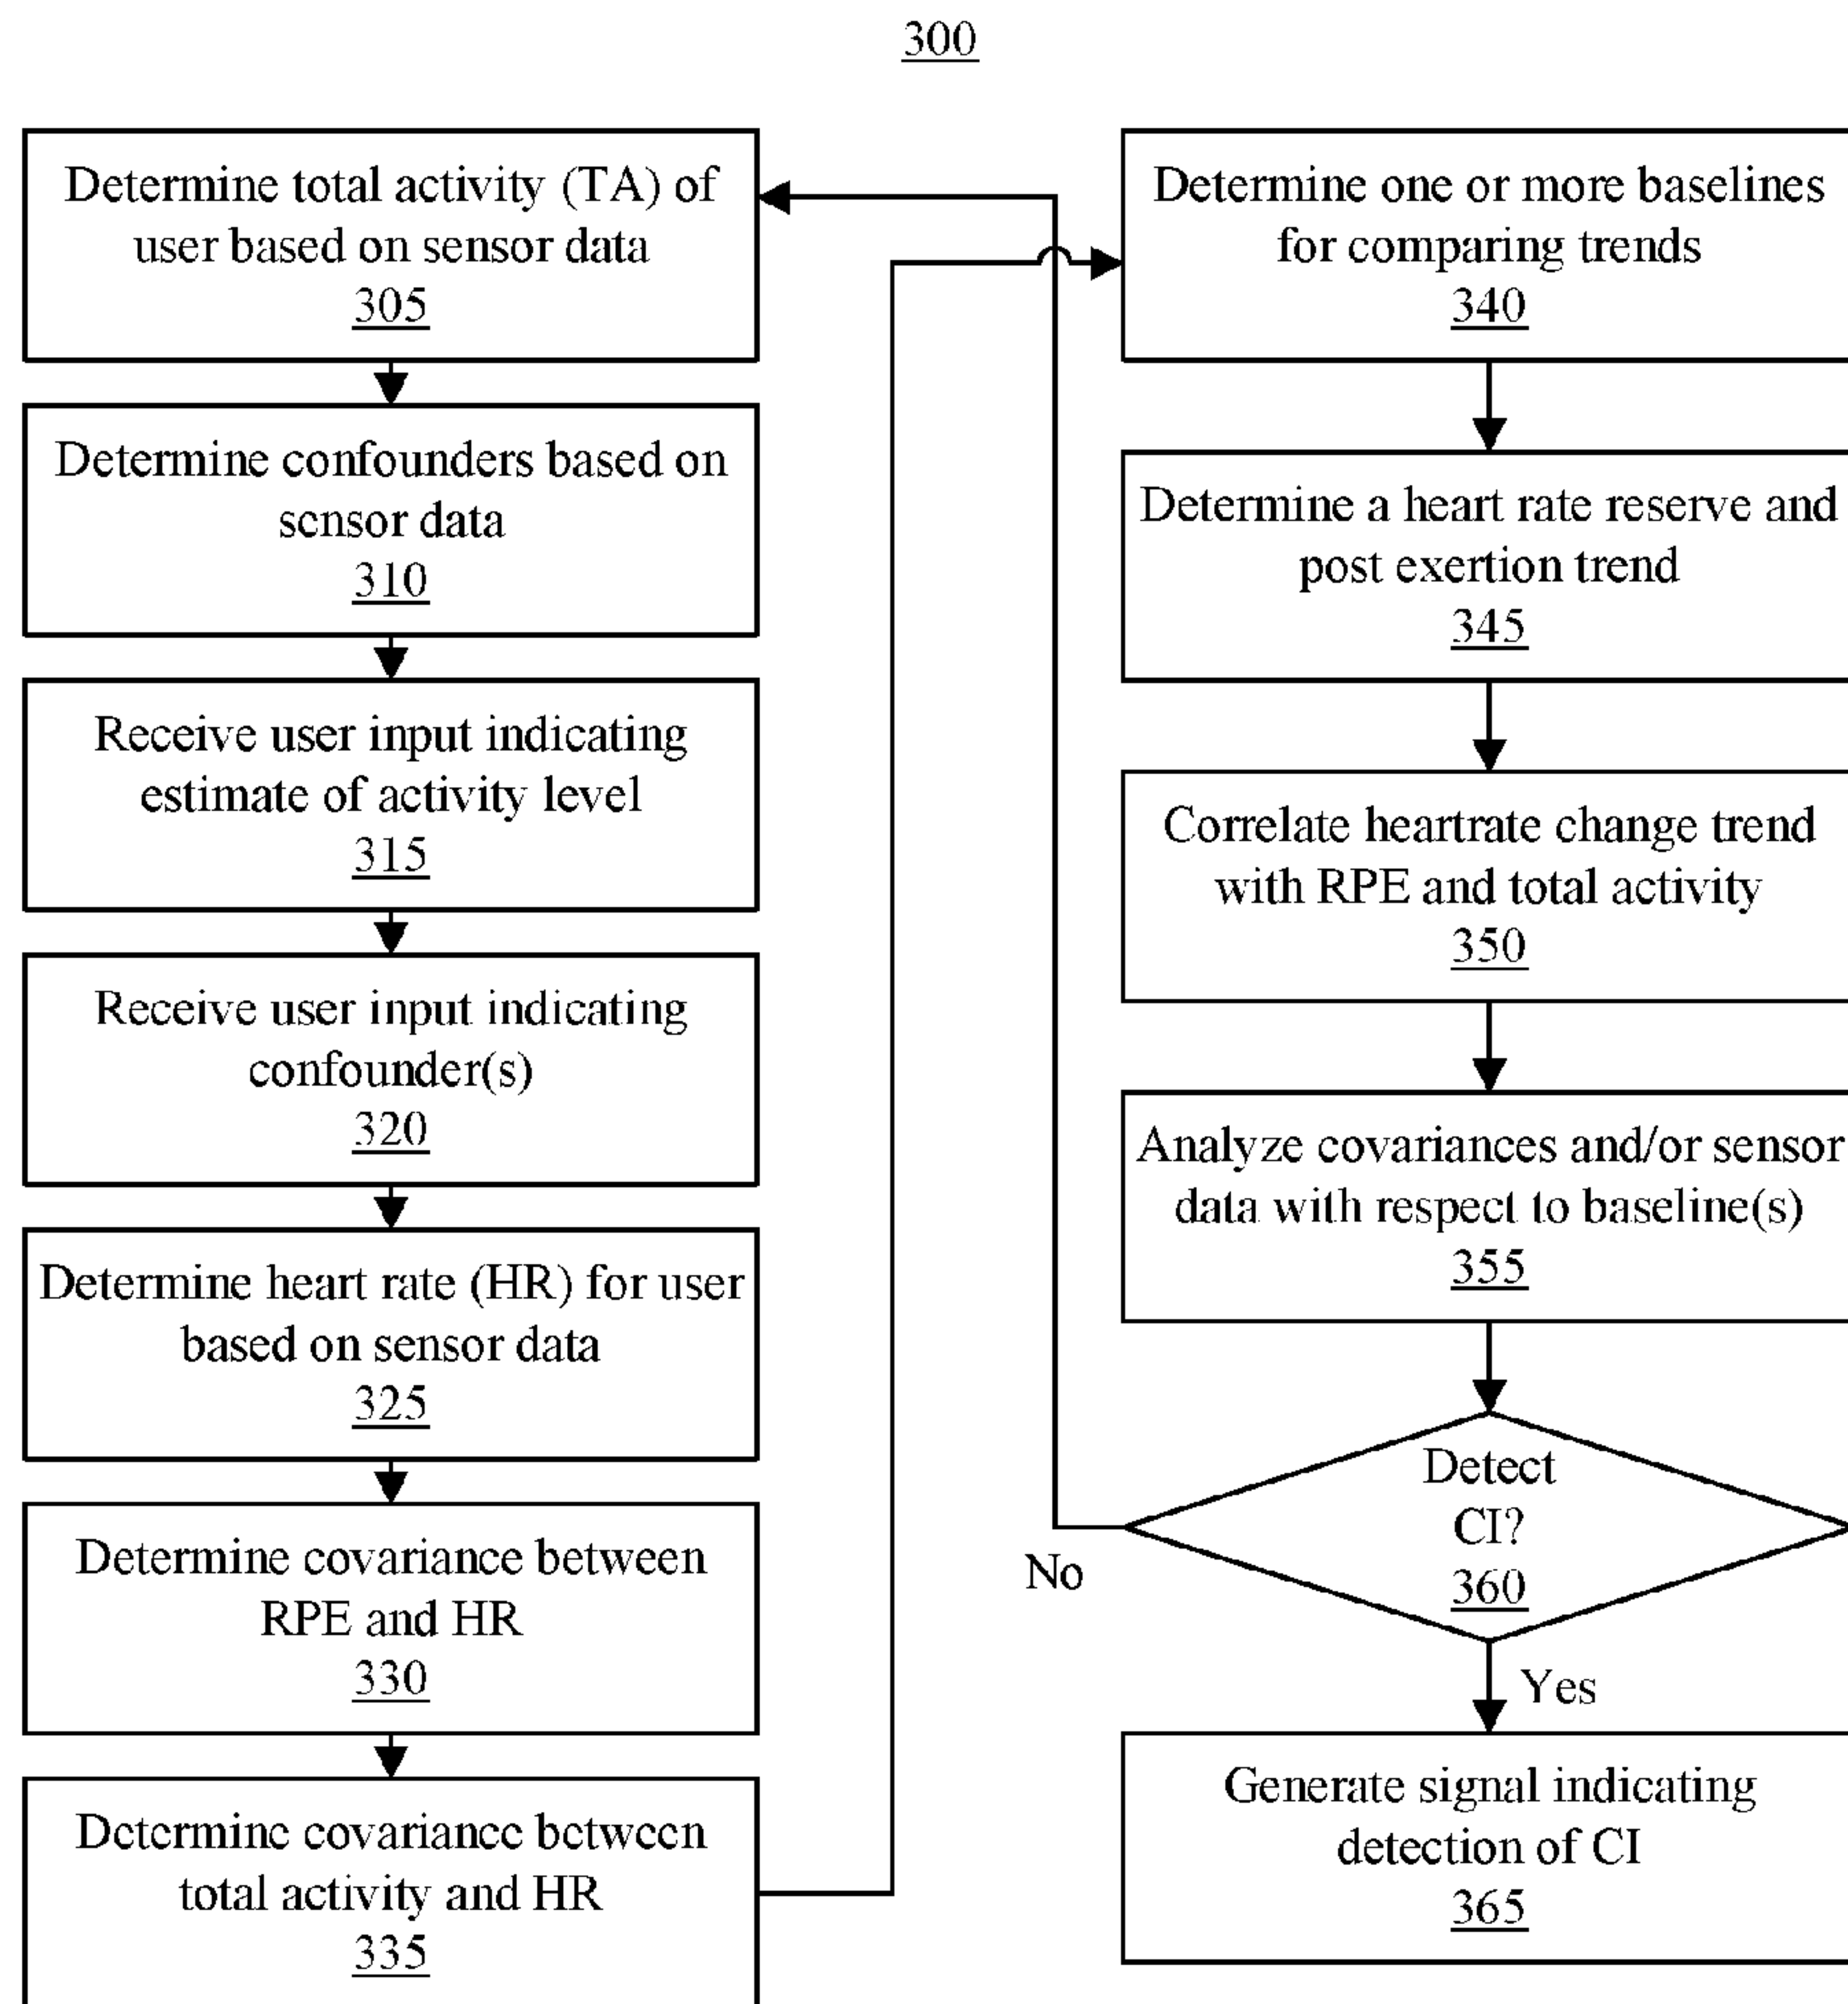 300
Determine total activity (TA) of
user based on sensor data
305
Determine confounders based on
sensor data
310
Receive user input indicating
estimate of activity level
315
Receive user input indicating
confounder(s)
320
Determine heart rate (HR) for user
based on sensor data
325
Determine covariance between
RPE and HR
330
Determine covariance between
total activity and HR
335
Determine one or more baselines
for comparing trends
340
Determine a heart rate reserve and
post exertion trend
345
Correlate heartrate change trend
with RPE and total activity
350
Analyze covariances and/or sensor
data with respect to baseline(s)
355
Detect
CI?
360
No
Yes
Generate signal indicating
detection of CI
365